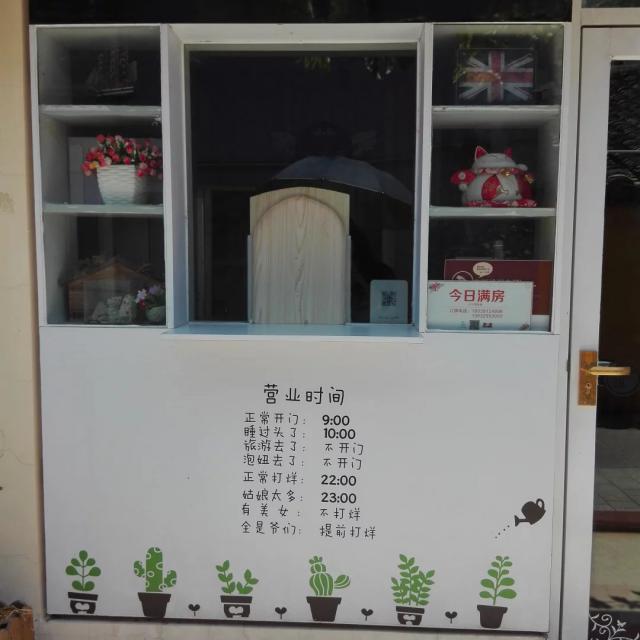 今日满房
营业时间
正常开门： 9:00
睡过头了： 10:00
旅游去了： 不开门
泡妞去了： 不开门
正常打烊： 22:00
姑娘太多： 23:00
有美女： 不打烊
全是爷们： 提前打烊